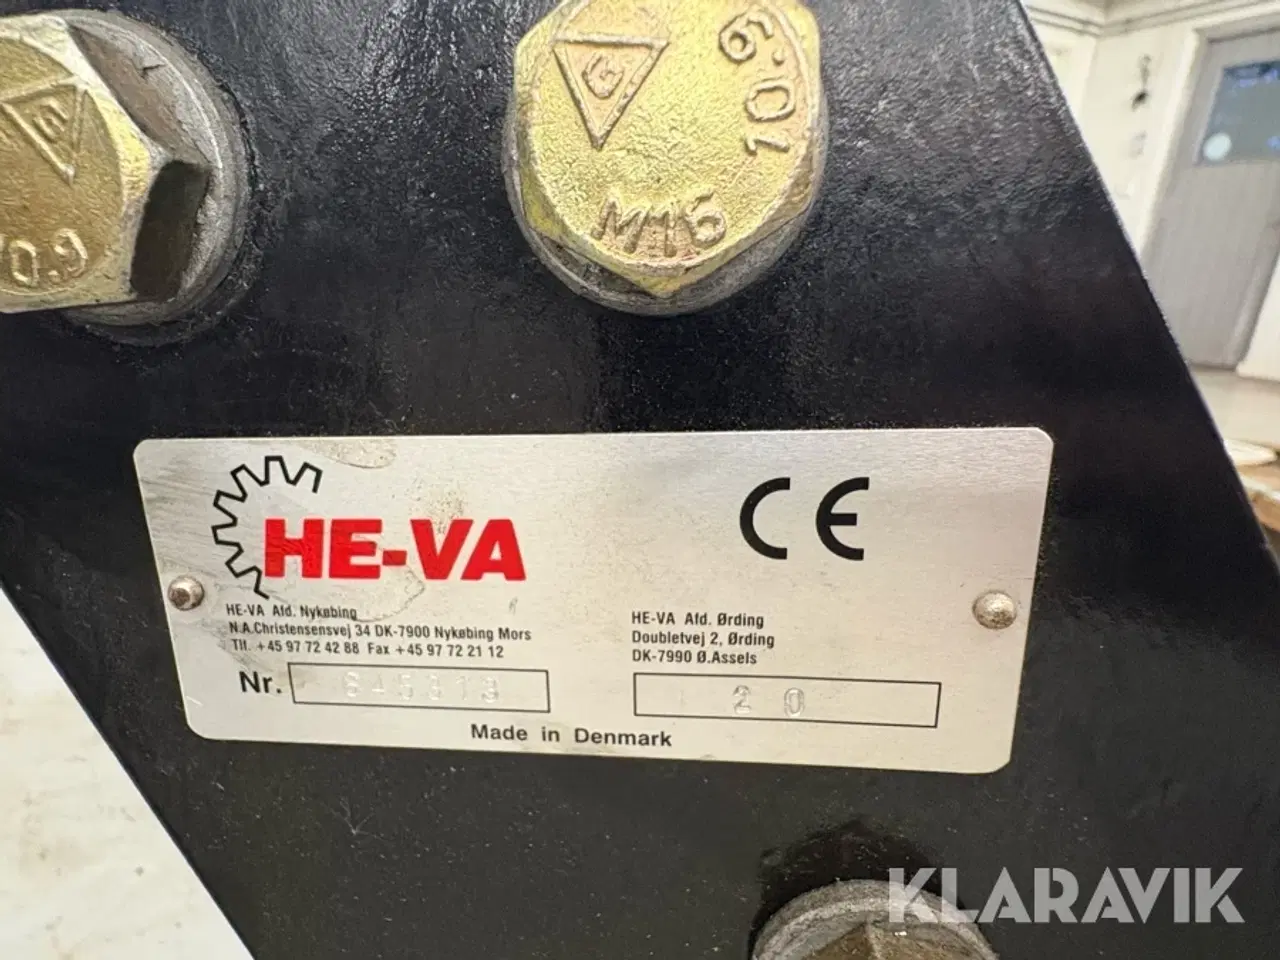 G
10.9
M16
10.9
HE-VA
CE
HE-VA Afd. Nykøbing
N.A.Christensensvej 34 DK-7900 Nykøbing Mors
Tlf. +45 97 72 42 88 Fax +45 97 72 21 12
Nr. 645313
HE-VA Afd. Ørding
Doubletvej 2, Ørding
DK-7990 Ø.Assels
20
Made in Denmark
KLARAVIK